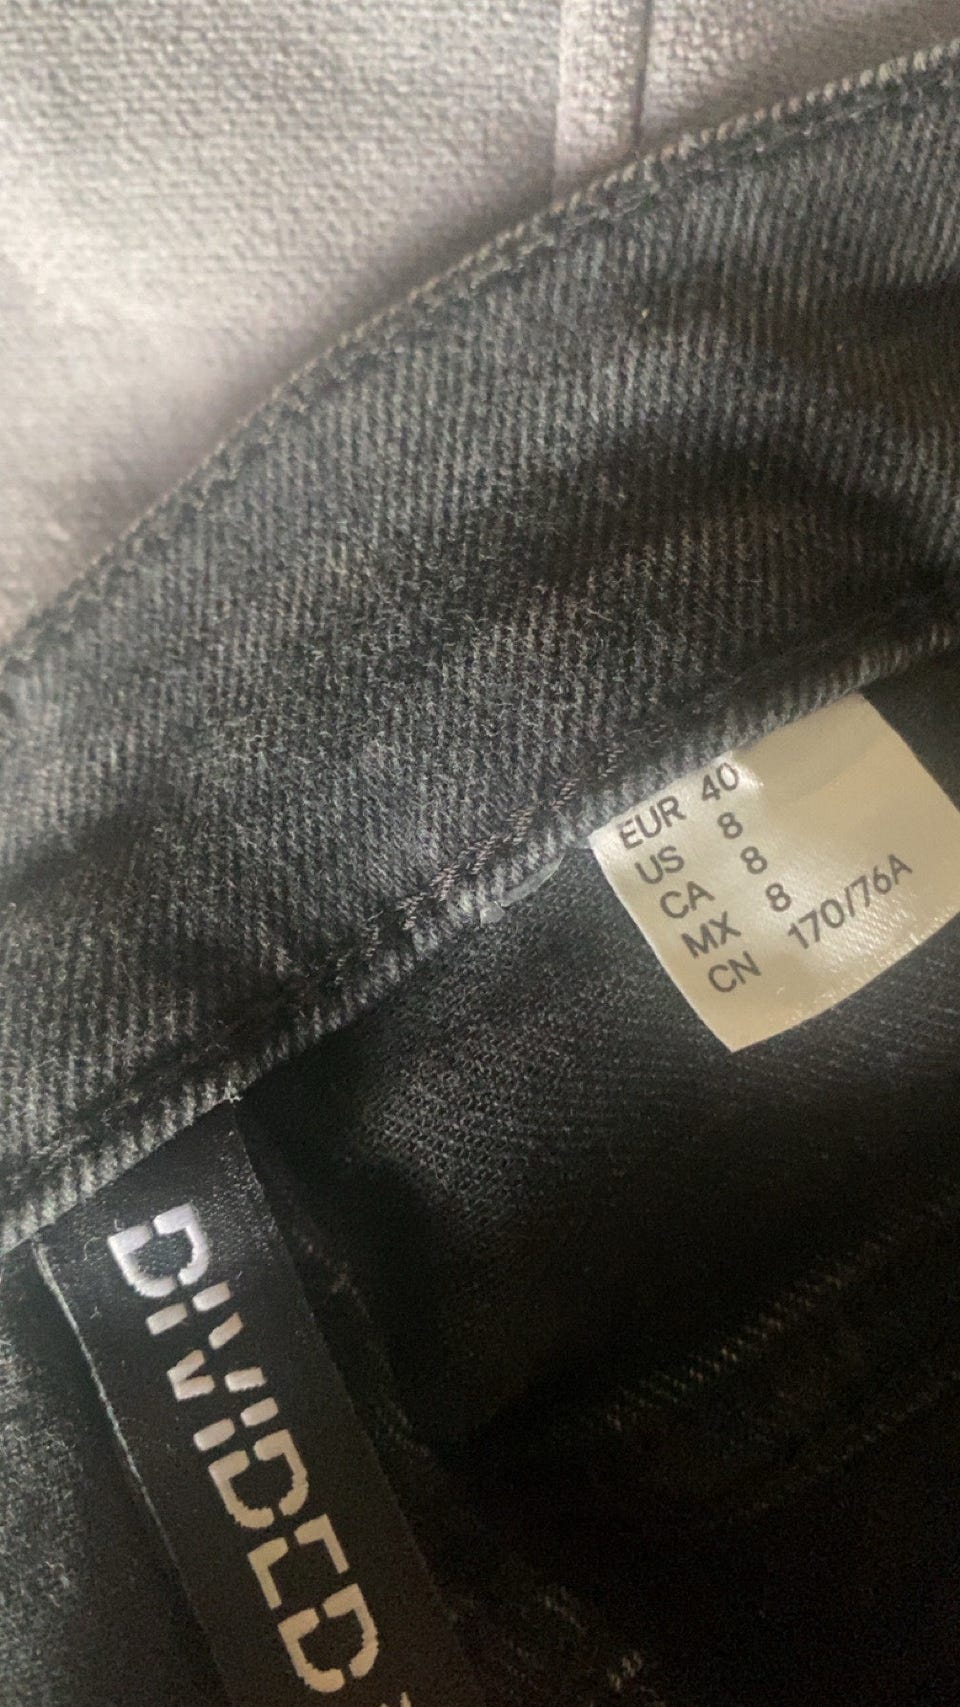 EUR 40
US 8
CA 8
MX 8
CN 170/76A
DIVIDED